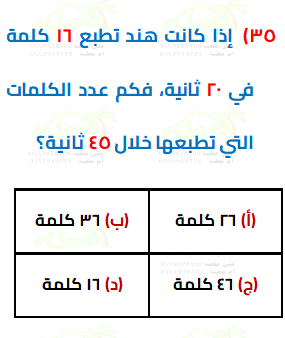 ٣٥) إذا كانت هند تطبع ١٦ كلمة
في ٢٠ ثانية، فكم عدد الكلمات
التي تطبعها خلال ٤٥ ثانية؟
(أ) ٢٦ كلمة
(ب) ٣٦ كلمة
(ج) ٤٦ كلمة
(د) ١٦ كلمة